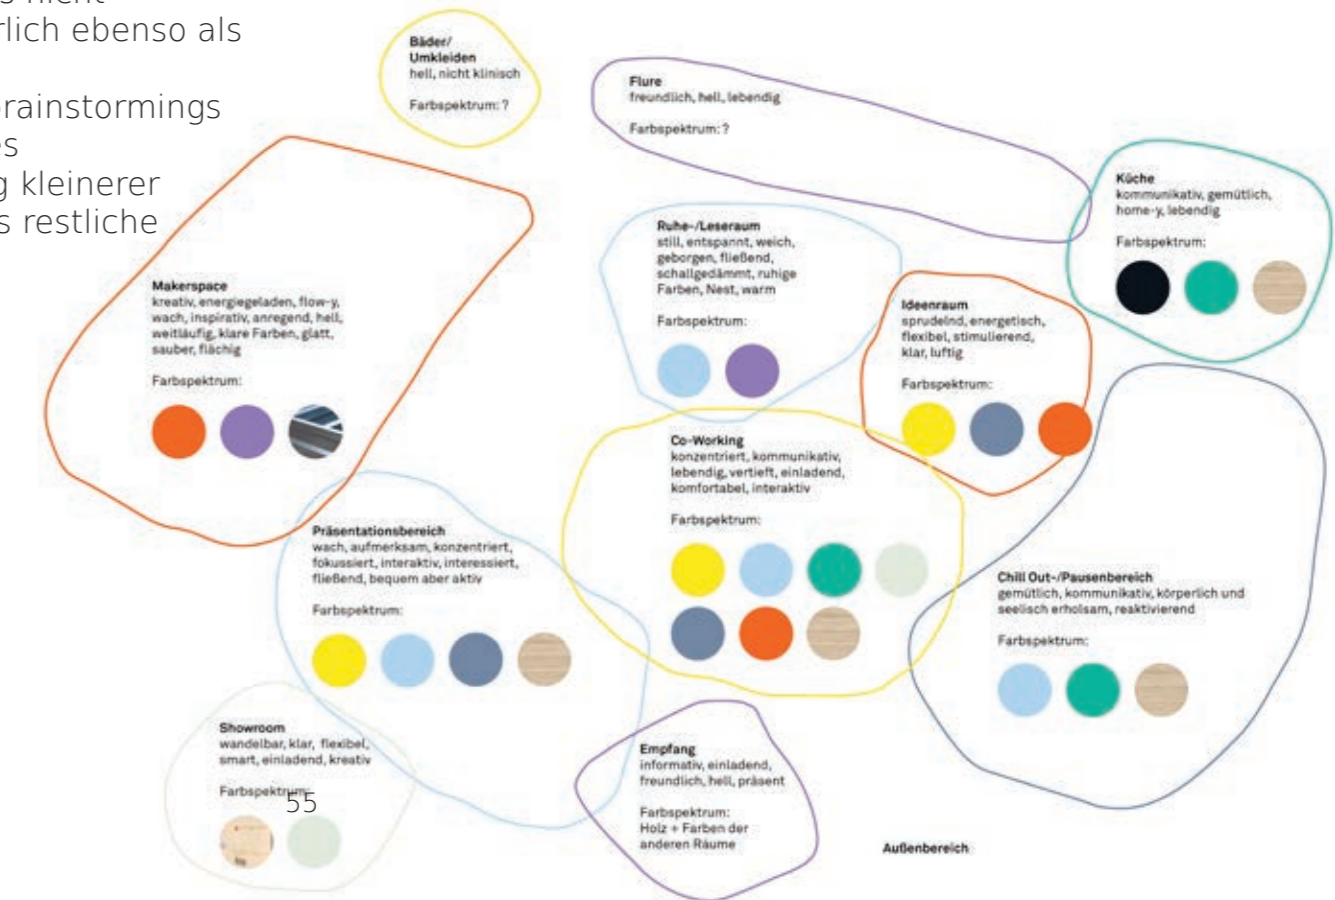 rlich ebenso als
brainstormings
g kleinerer
s restliche
Bäder/
Umkleiden
hell, nicht klinisch
Farbspektrum: ?
Flure
freundlich, hell, lebendig
Farbspektrum: ?
Küche
kommunikativ, gemütlich,
home-y, lebendig
Farbspektrum:
Ruhe-/Leseraum
still, entspannt, weich,
geborgen, fließend,
schallgedämmt, ruhige
Farben, Nest, warm
Farbspektrum:
Makerspace
kreativ, energiegeladen, flow-y,
wach, inspirativ, anregend, hell,
weitläufig, klare Farben, glatt,
sauber, flächig
Farbspektrum:
Ideenraum
sprudelnd, energetisch,
flexibel, stimulierend,
klar, luftig
Farbspektrum:
Co-Working
konzentriert, kommunikativ,
lebendig, vertieft, einladend,
komfortabel, interaktiv
Farbspektrum:
Präsentationsbereich
wach, aufmerksam, konzentriert,
fokussiert, interaktiv, interessiert,
fließend, bequem aber aktiv
Farbspektrum:
Chill Out-/Pausenbereich
gemütlich, kommunikativ, körperlich und
seelisch erholsam, reaktivierend
Farbspektrum:
Showroom
wandelbar, klar, flexibel,
smart, einladend, kreativ
Farbspektrum:
55
Empfang
informativ, einladend,
freundlich, hell, präsent
Farbspektrum:
Holz + Farben der
anderen Räume
Außenbereich